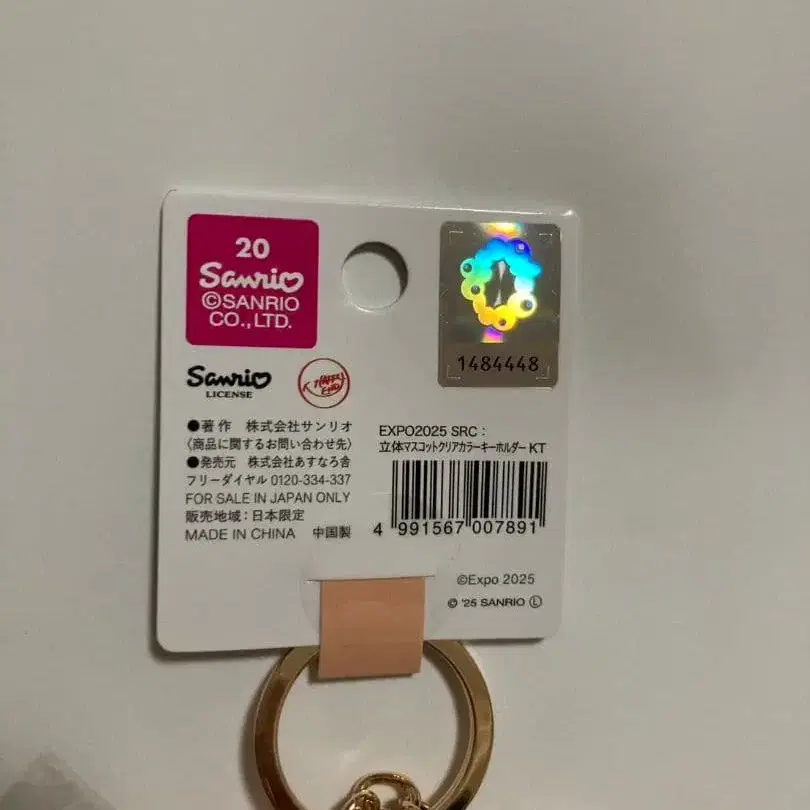 20
Sanrio
©SANRIO
CO.,LTD.
1484448
Sanrio
LICENSE
●著作 株式会社サンリオ
〈商品に関するお問い合わせ先〉
●発売元 株式会社あすなろ舎
フリーダイヤル 0120-334-337
FOR SALE IN JAPAN ONLY
販売地域:日本限定
MADE IN CHINA 中国製
EXPO2025 SRC:
立体マスコットクリアカラーキーホルダー KT
4 991567 007891
©Expo 2025
© '25 SANRIO Ⓛ